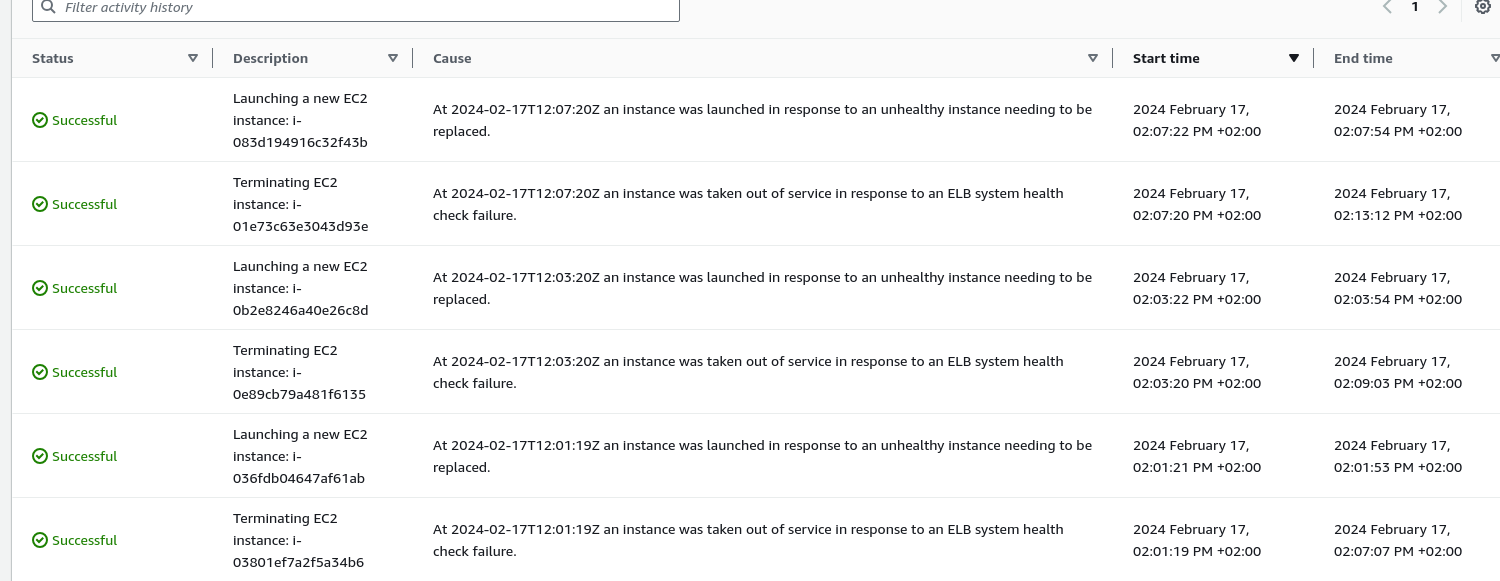 Filter activity history
1
Status
Description
Cause
Start time
End time
Successful
Launching a new EC2
instance: i-
083d194916c32f43b
At 2024-02-17T12:07:20Z an instance was launched in response to an unhealthy instance needing to be
replaced.
2024 February 17,
02:07:22 PM +02:00
2024 February 17,
02:07:54 PM +02:00
Successful
Terminating EC2
instance: i-
01e73c63e3043d93e
At 2024-02-17T12:07:20Z an instance was taken out of service in response to an ELB system health
check failure.
2024 February 17,
02:07:20 PM +02:00
2024 February 17,
02:13:12 PM +02:00
Successful
Launching a new EC2
instance: i-
0b2e8246a40e26c8d
At 2024-02-17T12:03:20Z an instance was launched in response to an unhealthy instance needing to be
replaced.
2024 February 17,
02:03:22 PM +02:00
2024 February 17,
02:03:54 PM +02:00
Successful
Terminating EC2
instance: i-
0e89cb79a481f6135
At 2024-02-17T12:03:20Z an instance was taken out of service in response to an ELB system health
check failure.
2024 February 17,
02:03:20 PM +02:00
2024 February 17,
02:09:03 PM +02:00
Successful
Launching a new EC2
instance: i-
036fdb04647af61ab
At 2024-02-17T12:01:19Z an instance was launched in response to an unhealthy instance needing to be
replaced.
2024 February 17,
02:01:21 PM +02:00
2024 February 17,
02:01:53 PM +02:00
Successful
Terminating EC2
instance: i-
03801ef7a2f5a34b6
At 2024-02-17T12:01:19Z an instance was taken out of service in response to an ELB system health
check failure.
2024 February 17,
02:01:19 PM +02:00
2024 February 17,
02:07:07 PM +02:00